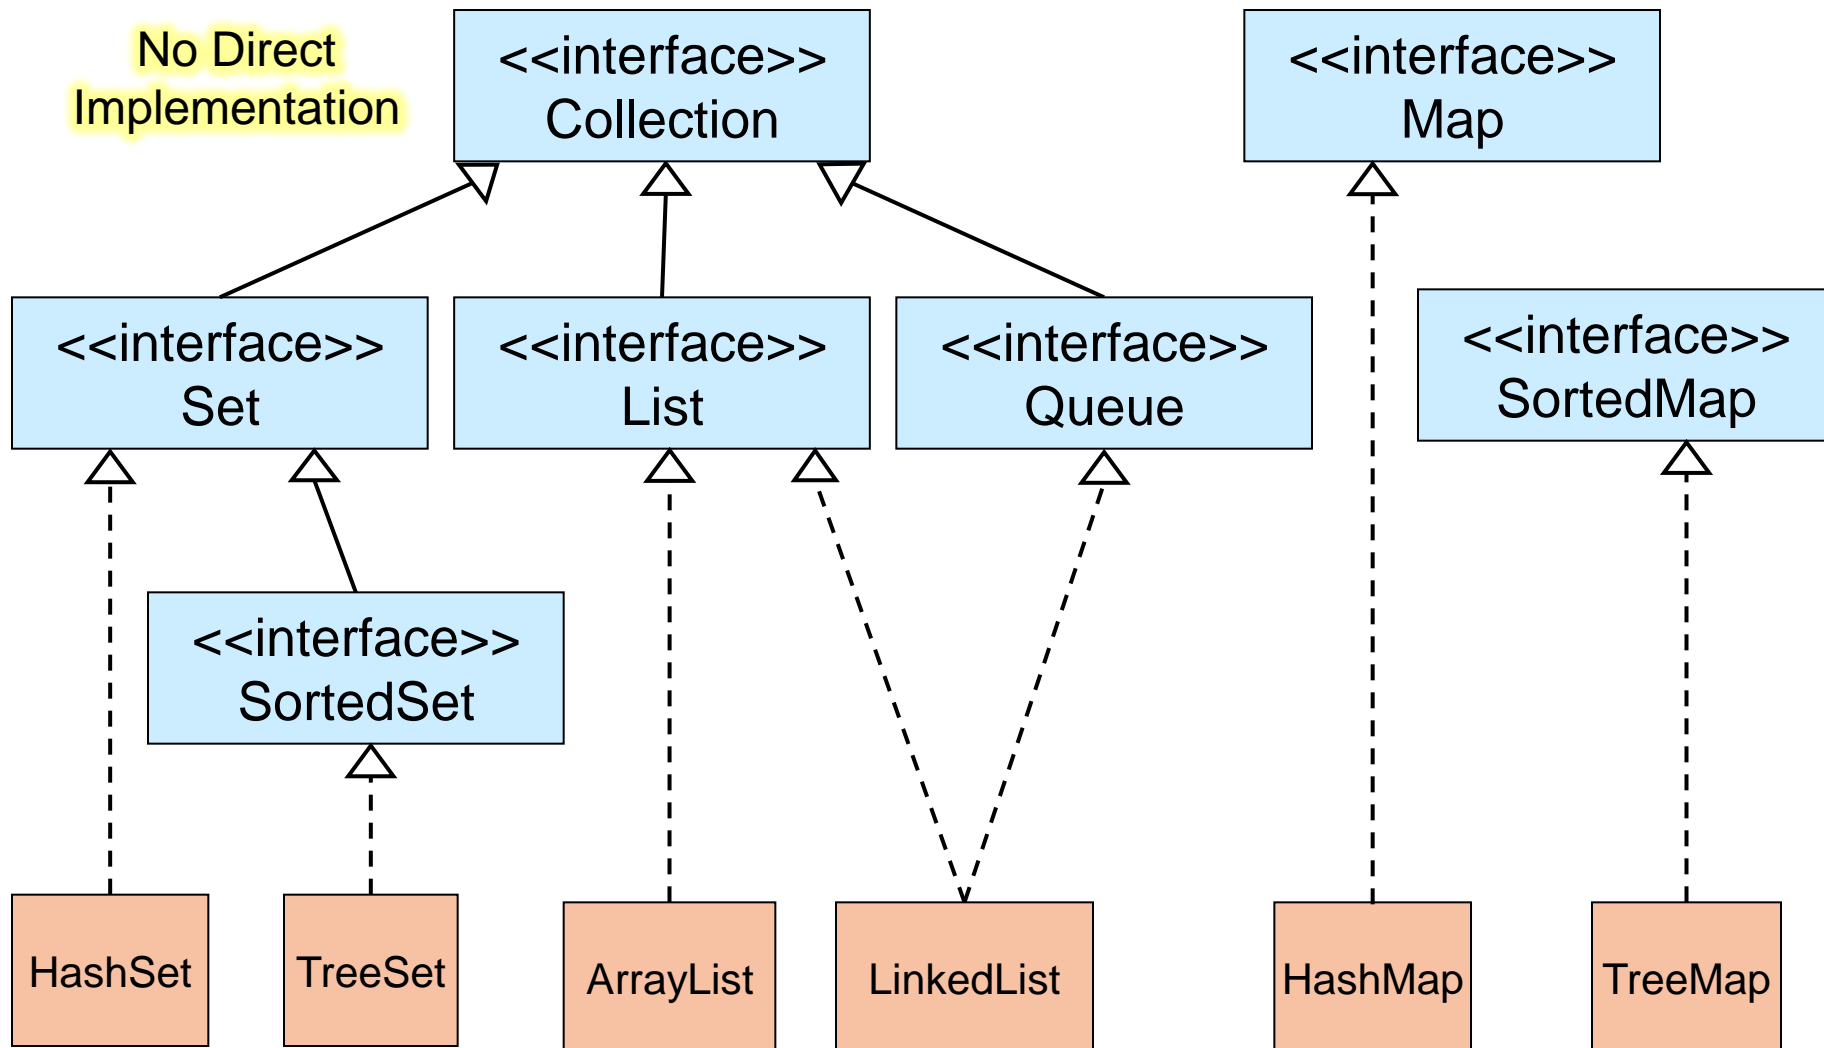 No Direct
Implementation
<<interface>>
Collection
<<interface>>
Map
<<interface>>
Set
<<interface>>
List
<<interface>>
Queue
<<interface>>
SortedMap
<<interface>>
SortedSet
HashSet
TreeSet
ArrayList
LinkedList
HashMap
TreeMap